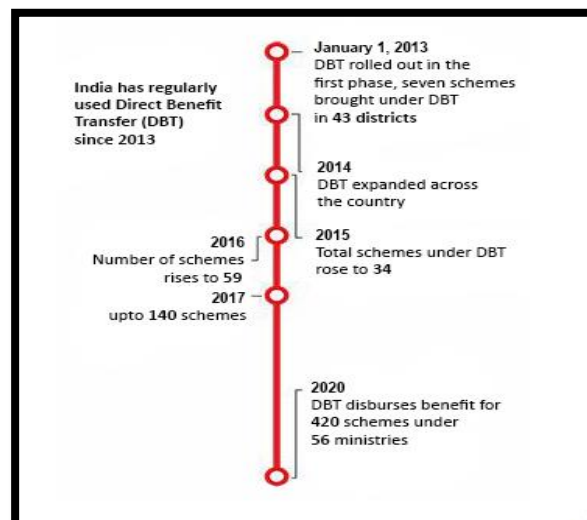 India has regularly
used Direct Benefit
Transfer (DBT)
since 2013
January 1, 2013
DBT rolled out in the
first phase, seven schemes
brought under DBT
in 43 districts
2014
DBT expanded across
the country
2015
Total schemes under DBT
rose to 34
2016
Number of schemes
rises to 59
2017
upto 140 schemes
2020
DBT disburses benefit for
420 schemes under
56 ministries